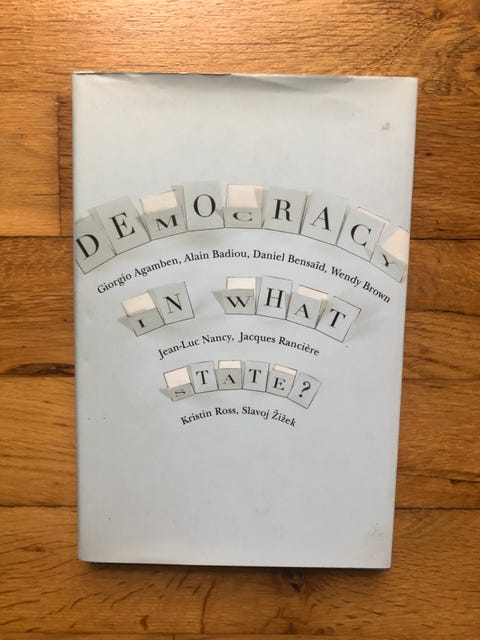 DEMOCRACY
Giorgio Agamben, Alain Badiou, Daniel Bensaïd, Wendy Brown
IN WHAT
Jean-Luc Nancy, Jacques Rancière
STATE?
Kristin Ross, Slavoj Žižek